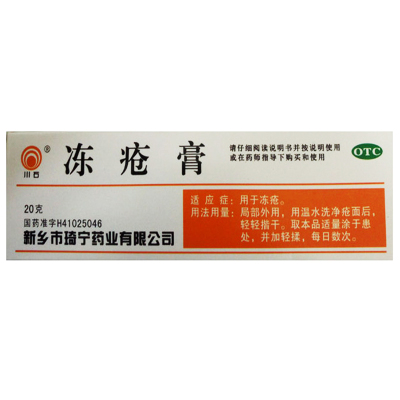 川石
®
冻疮膏
请仔细阅读说明书并按说明使用
或在药师指导下购买和使用
OTC
20克
国药准字H41025046
新乡市琦宁药业有限公司
适应症：用于冻疮。
用法用量：局部外用，用温水洗净疮面后，
轻轻揩干。取本品适量涂于患
处，并加轻揉，每日数次。